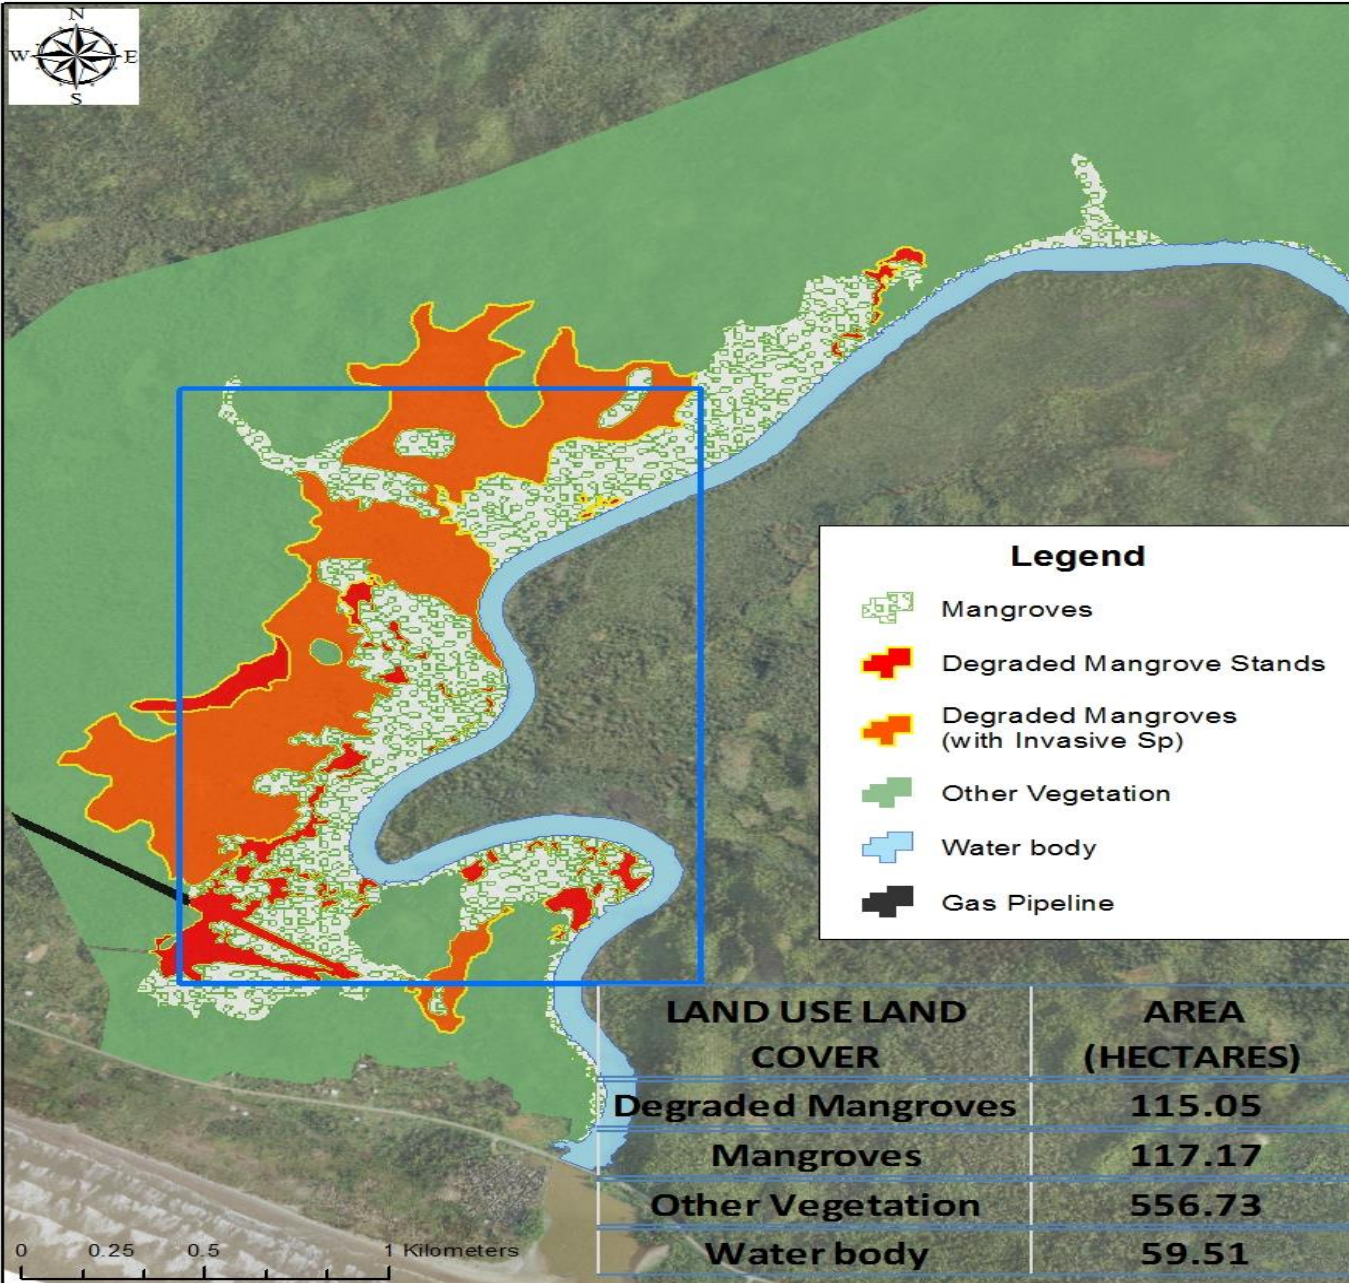 N
W E
S
Legend
Mangroves
Degraded Mangrove Stands
Degraded Mangroves
(with Invasive Sp)
Other Vegetation
Water body
Gas Pipeline
LAND USE LAND COVER AREA (HECTARES)
Degraded Mangroves 115.05
Mangroves 117.17
Other Vegetation 556.73
Water body 59.51
0 0.25 0.5 1 Kilometers